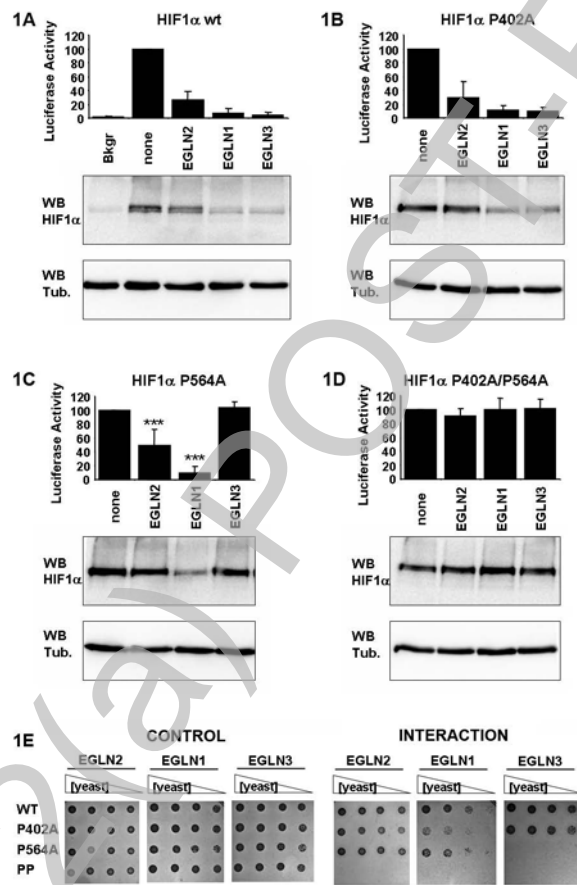 1A
HIF1α wt
Luciferase Activity
120
100
80
60
40
20
0
Bkgr
none
EGLN2
EGLN1
EGLN3
WB
HIF1α
WB
Tub.
1B
HIF1α P402A
Luciferase Activity
120
100
80
60
40
20
0
none
EGLN2
EGLN1
EGLN3
WB
HIF1α
WB
Tub.
1C
HIF1α P564A
Luciferase Activity
120
100
80
60
40
20
0
***
***
none
EGLN2
EGLN1
EGLN3
WB
HIF1α
WB
Tub.
1D
HIF1α P402A/P564A
Luciferase Activity
120
100
80
60
40
20
0
none
EGLN2
EGLN1
EGLN3
WB
HIF1α
WB
Tub.
1E
CONTROL
INTERACTION
EGLN2
EGLN1
EGLN3
EGLN2
EGLN1
EGLN3
[yeast]
[yeast]
[yeast]
[yeast]
[yeast]
[yeast]
WT
P402A
P564A
PP